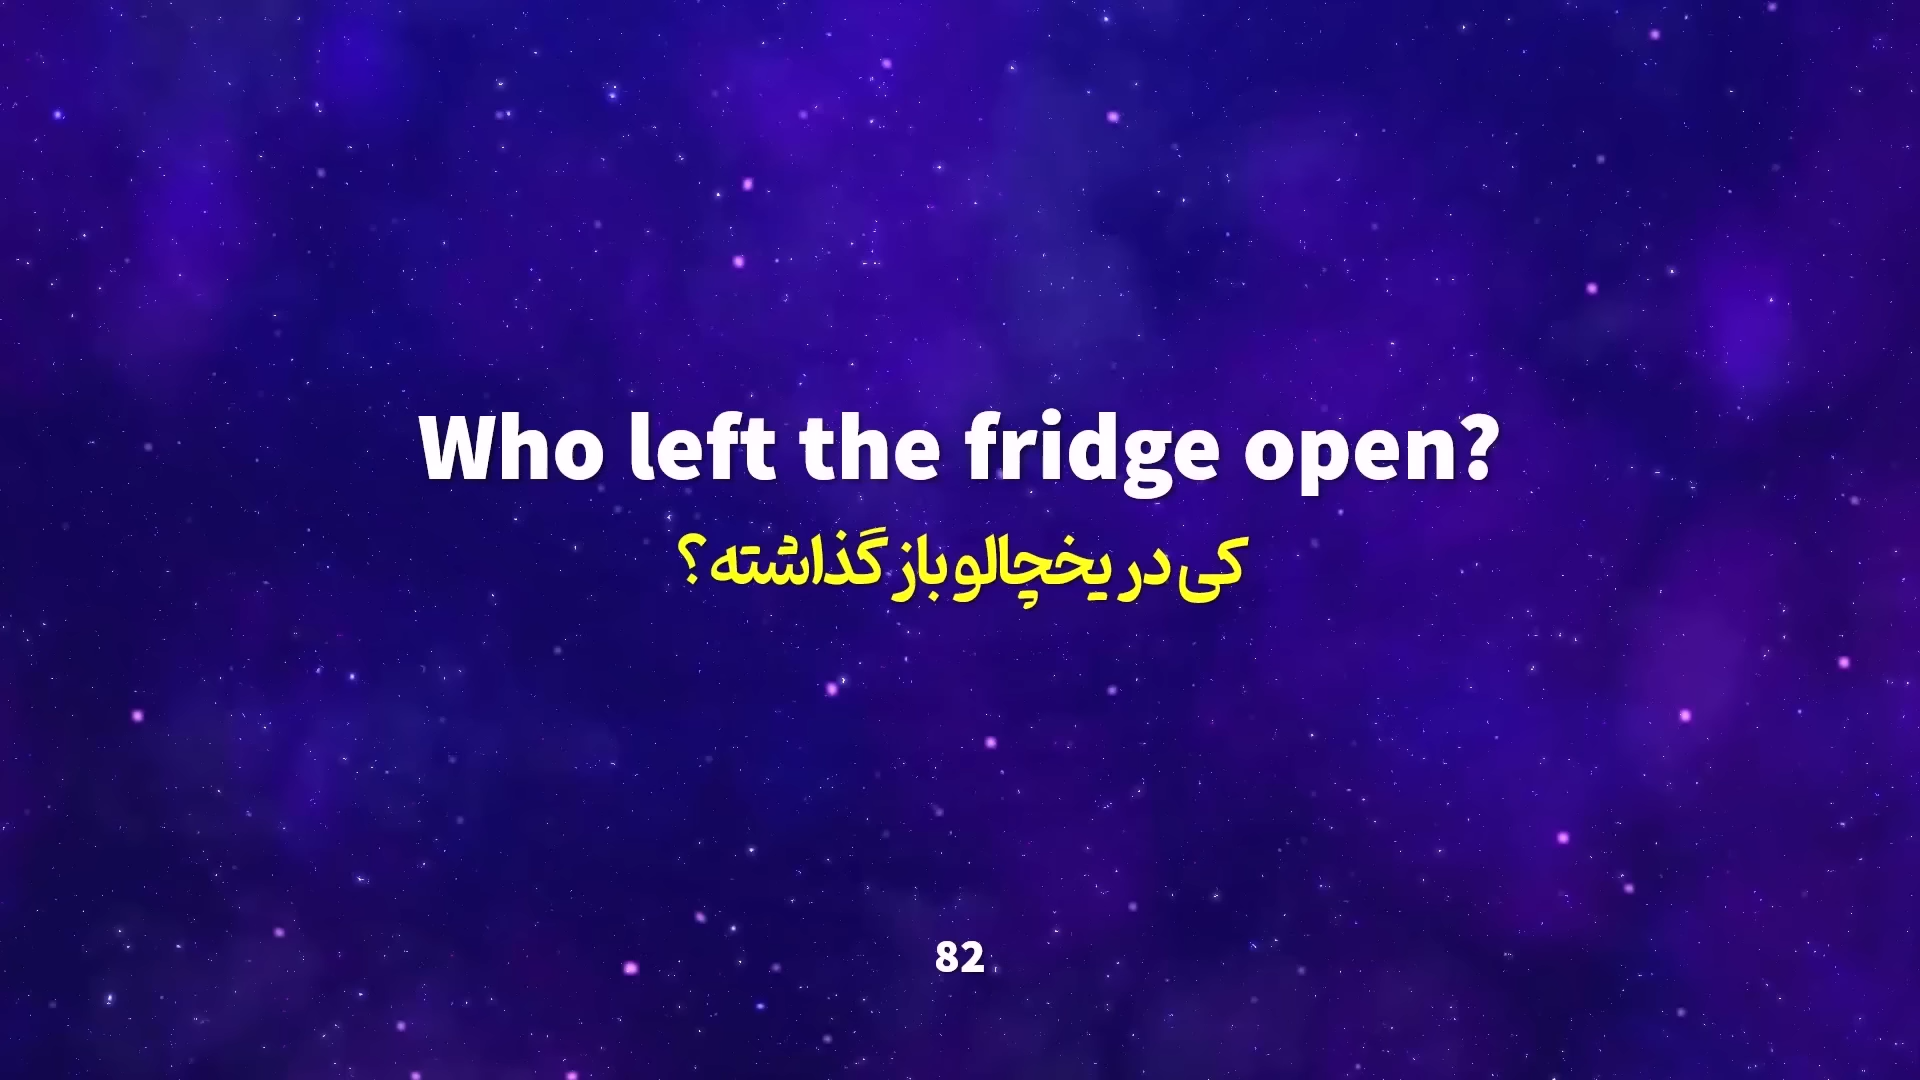 Who left the fridge open?
کی در یخچالو باز گذاشته؟
82